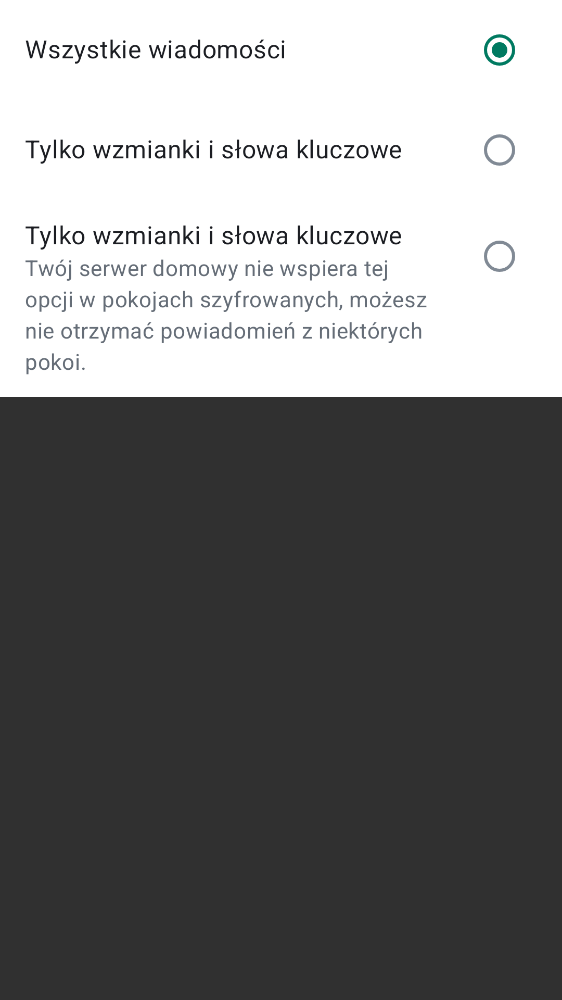 Wszystkie wiadomości
Tylko wzmianki i słowa kluczowe
Tylko wzmianki i słowa kluczowe
Twój serwer domowy nie wspiera tej
opcji w pokojach szyfrowanych, możesz
nie otrzymać powiadomień z niektórych
pokoi.